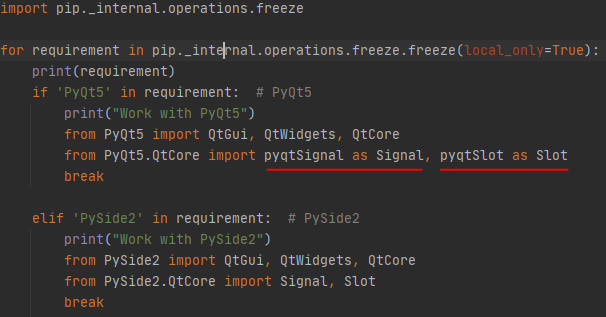 import pip._internal.operations.freeze
for requirement in pip._internal.operations.freeze.freeze(local_only=True):
    print(requirement)
    if 'PyQt5' in requirement:  # PyQt5
        print("Work with PyQt5")
        from PyQt5 import QtGui, QtWidgets, QtCore
        from PyQt5.QtCore import pyqtSignal as Signal, pyqtSlot as Slot
        break
    elif 'PySide2' in requirement:  # PySide2
        print("Work with PySide2")
        from PySide2 import QtGui, QtWidgets, QtCore
        from PySide2.QtCore import Signal, Slot
        break